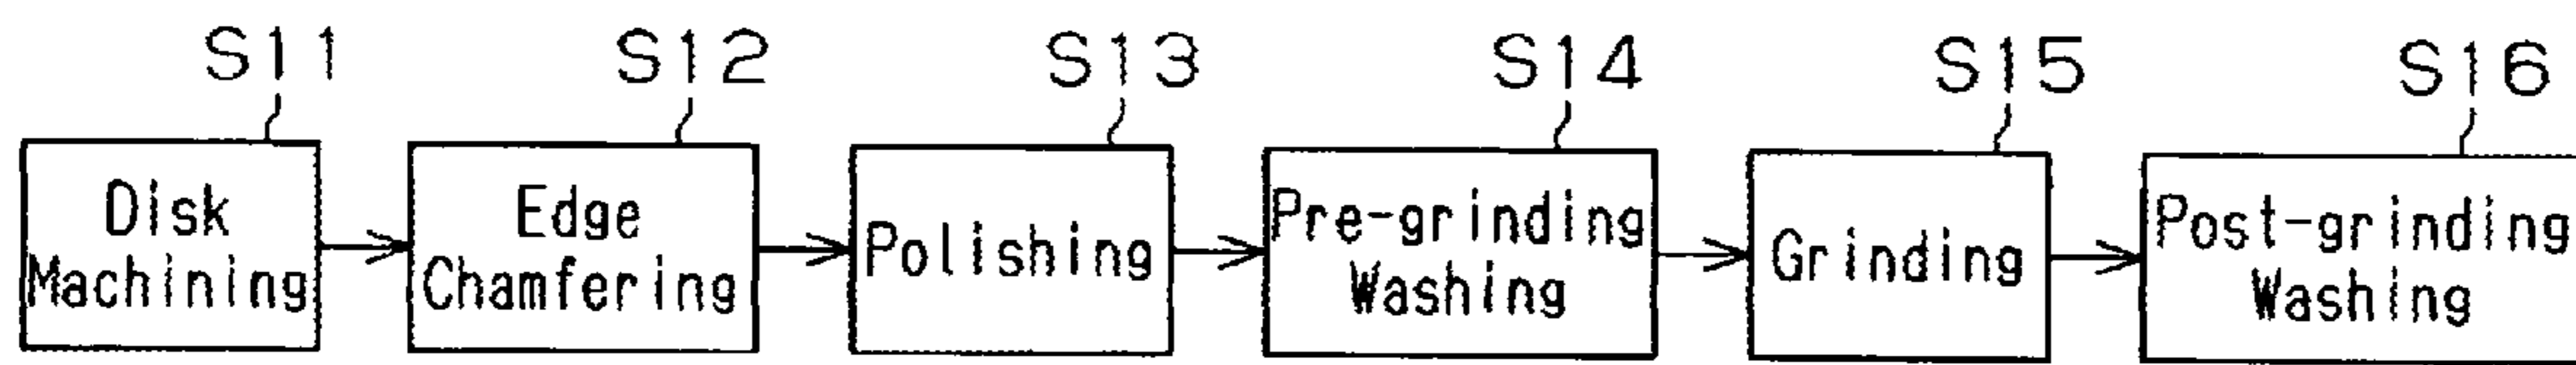 S11 S12 S13 S14 S15 S16
Disk
Machining
Edge
Chamfering
Polishing
Pre-grinding
Washing
Grinding
Post-grinding
Washing